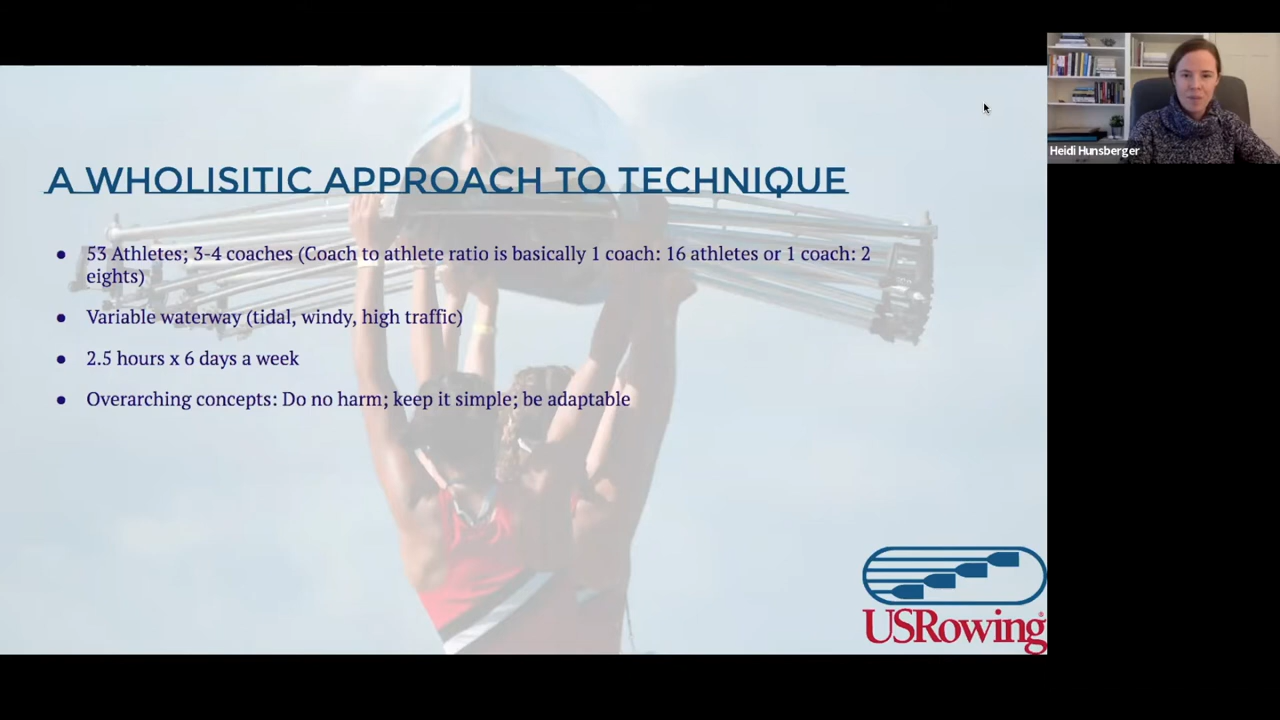 A WHOLISITIC APPROACH TO TECHNIQUE
● 53 Athletes; 3-4 coaches (Coach to athlete ratio is basically 1 coach: 16 athletes or 1 coach: 2
eights)
● Variable waterway (tidal, windy, high traffic)
● 2.5 hours x 6 days a week
● Overarching concepts: Do no harm; keep it simple; be adaptable
USRowing®
Heidi Hunsberger